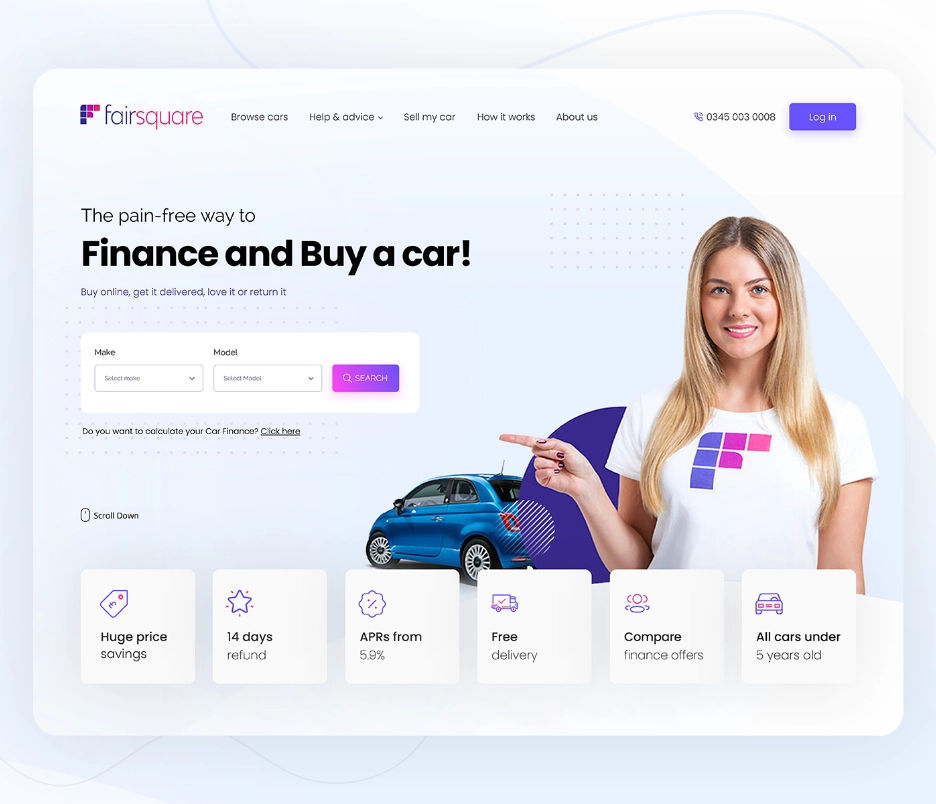 fairsquare
Browse cars
Help & advice
Sell my car
How it works
About us
0345 003 0008
Log in
The pain-free way to
Finance and Buy a car!
Buy online, get it delivered, love it or return it
Make
Model
Select make
Select Model
SEARCH
Do you want to calculate your Car Finance? Click here
Scroll Down
Huge price
savings
14 days
refund
APRs from
5.9%
Free
delivery
Compare
finance offers
All cars under
5 years old